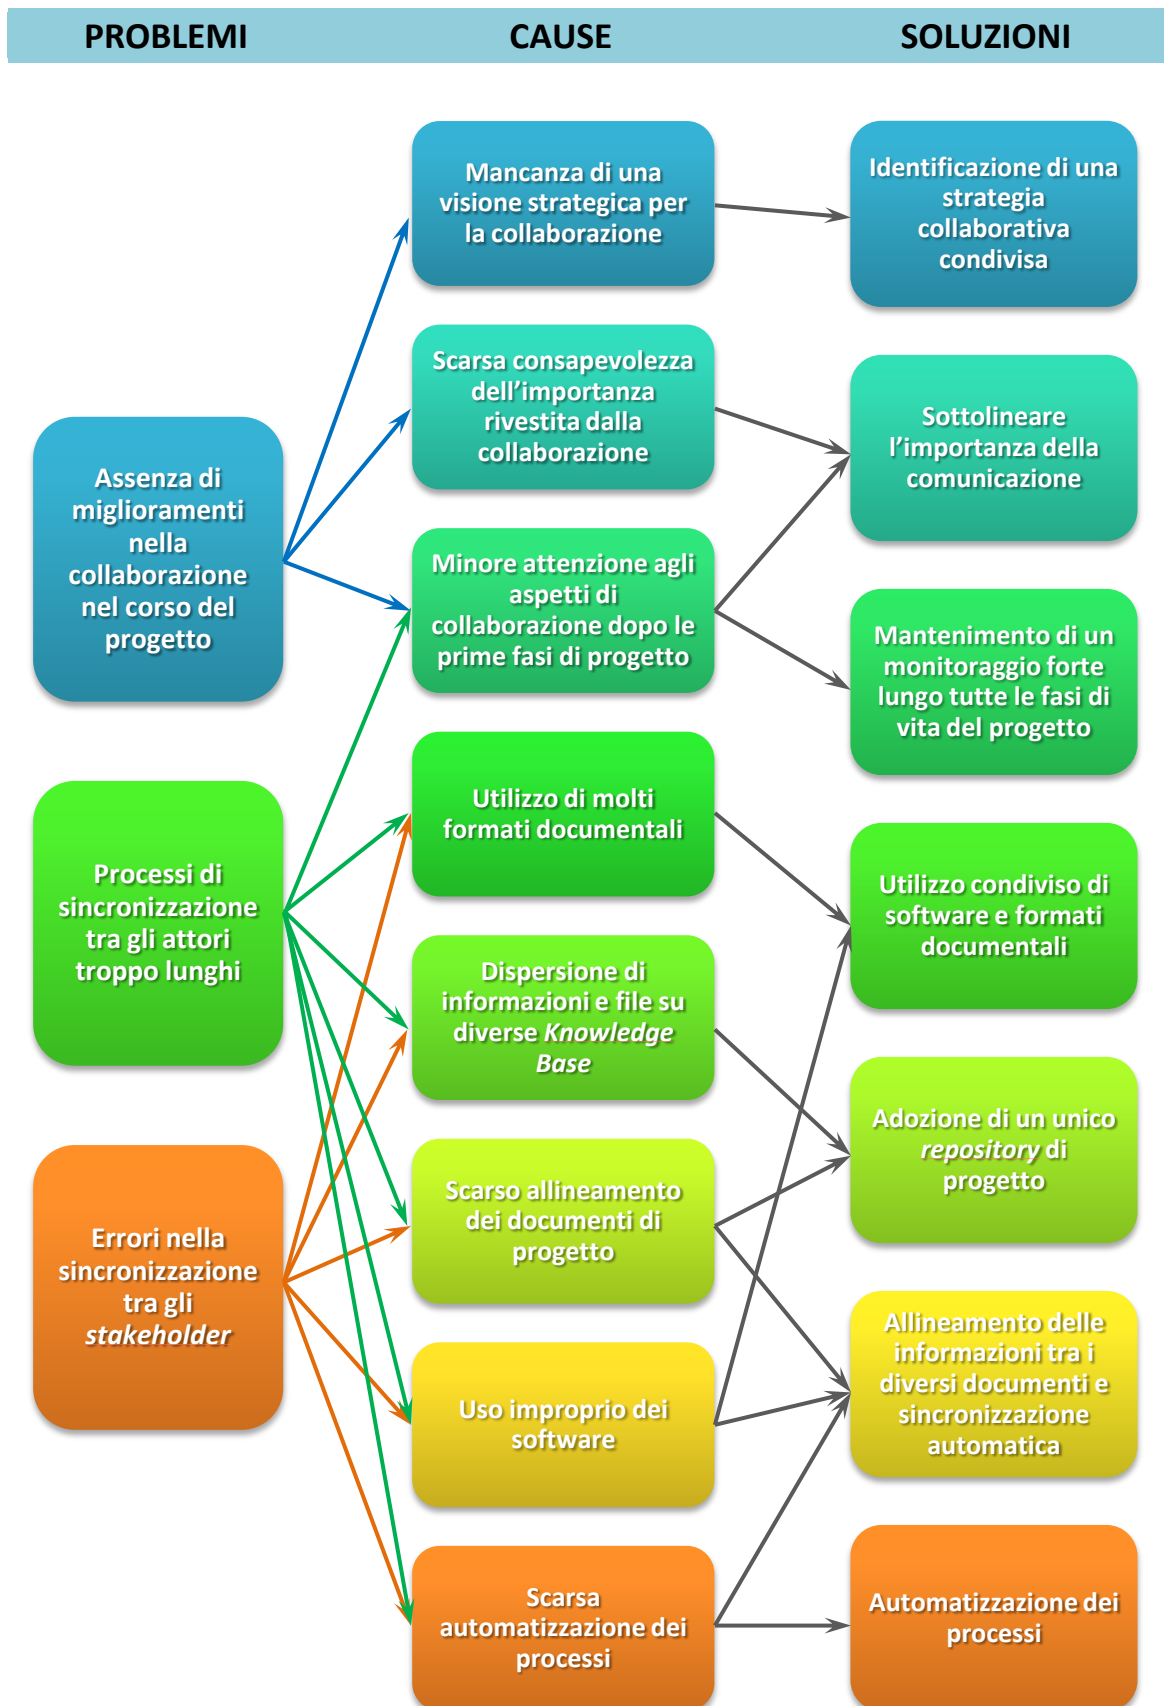 PROBLEMI
CAUSE
SOLUZIONI
Assenza di
miglioramenti
nella
collaborazione
nel corso del
progetto
Processi di
sincronizzazione
tra gli attori
troppo lunghi
Errori nella
sincronizzazione
tra gli
stakeholder
Mancanza di una
visione strategica per
la collaborazione
Scarsa consapevolezza
dell’importanza
rivestita dalla
collaborazione
Minore attenzione agli
aspetti di
collaborazione dopo le
prime fasi di progetto
Utilizzo di molti
formati documentali
Dispersione di
informazioni e file su
diverse Knowledge
Base
Scarso allineamento
dei documenti di
progetto
Uso improprio dei
software
Scarsa
automatizzazione dei
processi
Identificazione di una
strategia
collaborativa
condivisa
Sottolineare
l’importanza della
comunicazione
Mantenimento di un
monitoraggio forte
lungo tutte le fasi di
vita del progetto
Utilizzo condiviso di
software e formati
documentali
Adozione di un unico
repository di
progetto
Allineamento delle
informazioni tra i
diversi documenti e
sincronizzazione
automatica
Automatizzazione dei
processi